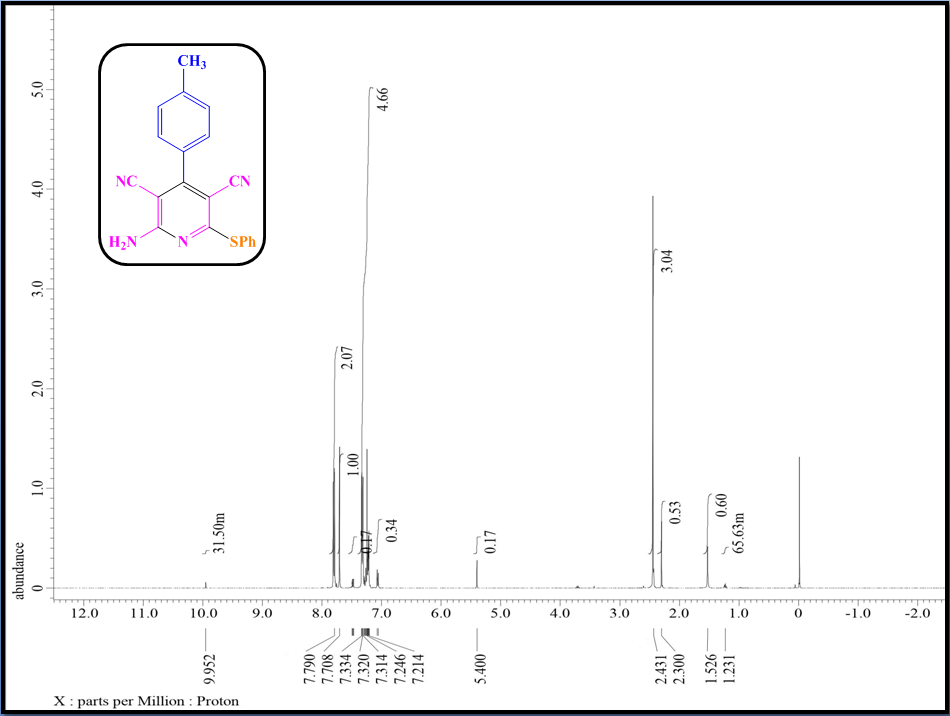 CH3
NC
CN
H2N
N
SPh
abundance
5.0
4.0
3.0
2.0
1.0
0
31.50m
2.07
1.00
0.17
4.66
0.34
0.17
3.04
0.53
0.60
65.63m
12.0 11.0 10.0 9.0 8.0 7.0 6.0 5.0 4.0 3.0 2.0 1.0 0 -1.0 -2.0
9.952
7.790
7.708
7.334
7.320
7.314
7.246
7.214
5.400
2.431
2.300
1.526
1.231
X : parts per Million : Proton